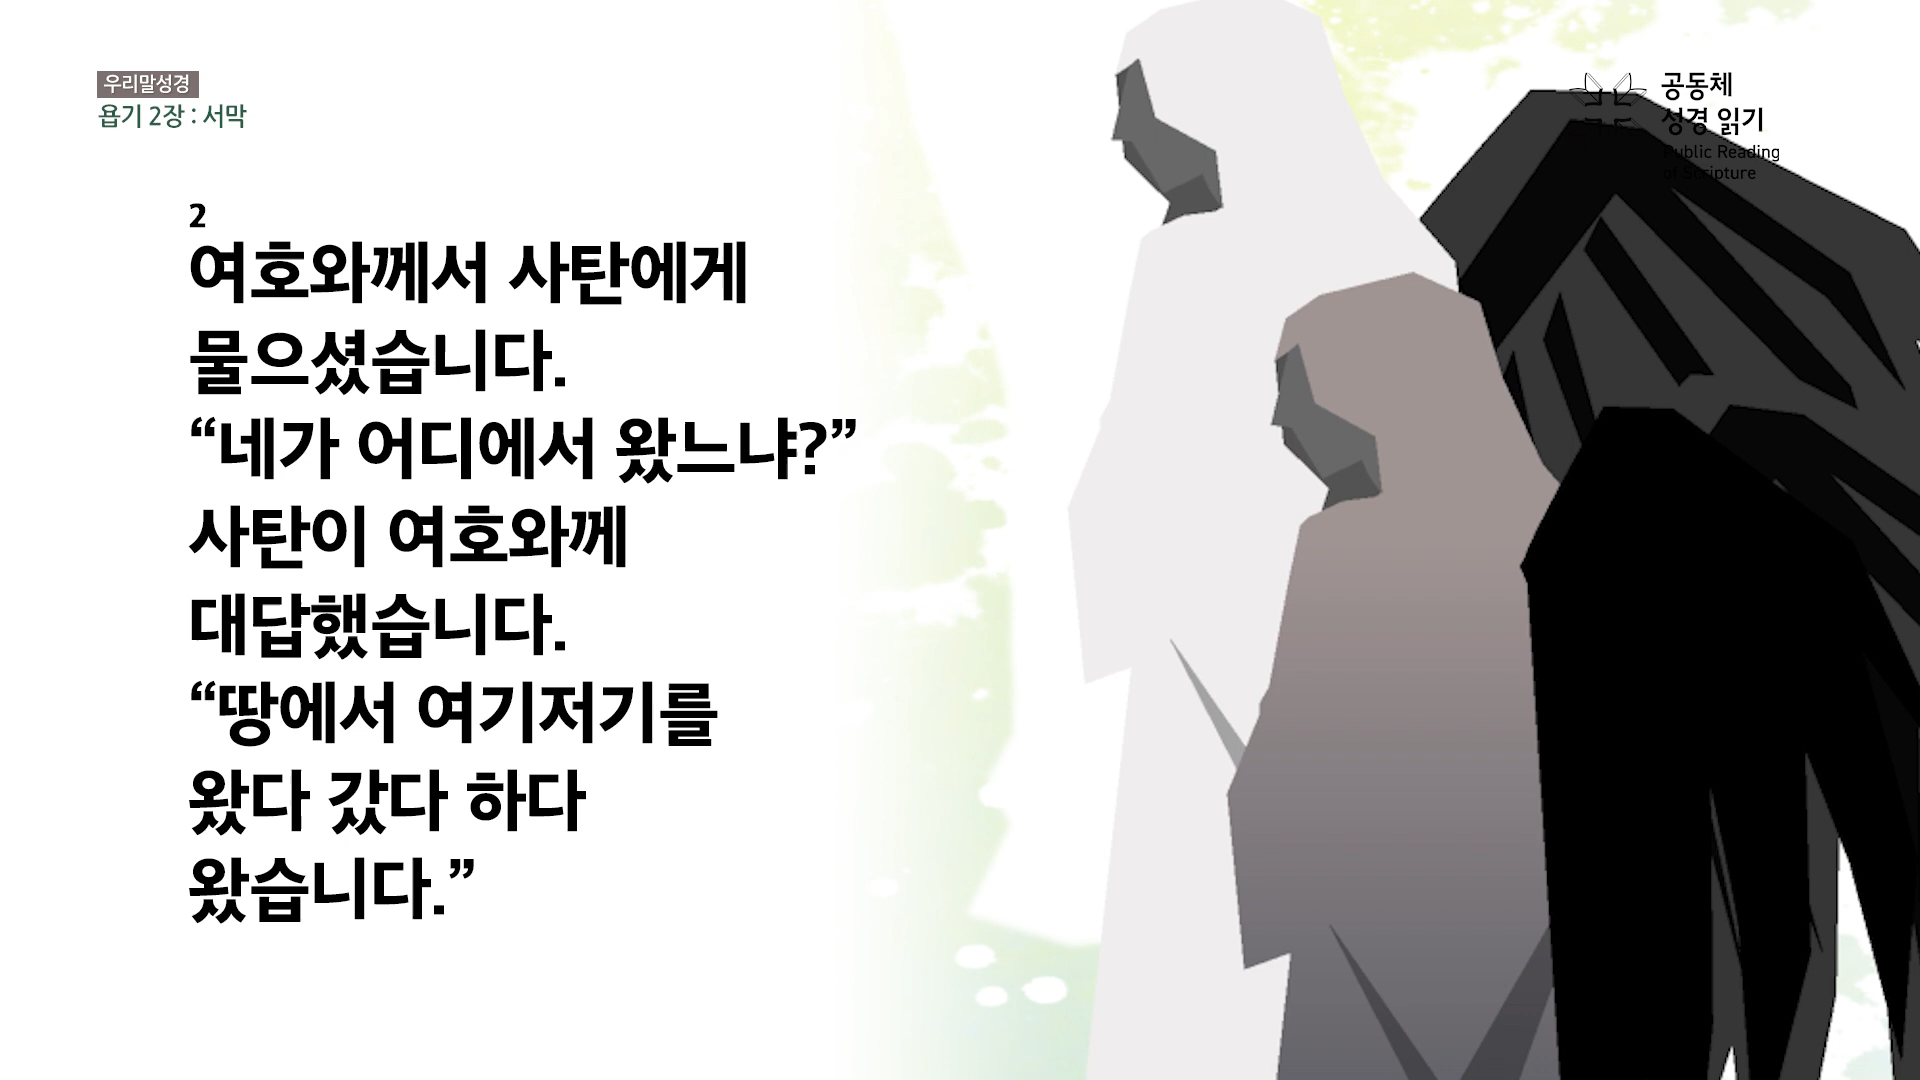 우리말성경
욥기 2장 : 서막
공동체
성경 읽기
Public Reading
of Scripture
2
여호와께서 사탄에게
물으셨습니다.
“네가 어디에서 왔느냐?”
사탄이 여호와께
대답했습니다.
“땅에서 여기저기를
왔다 갔다 하다
왔습니다.”